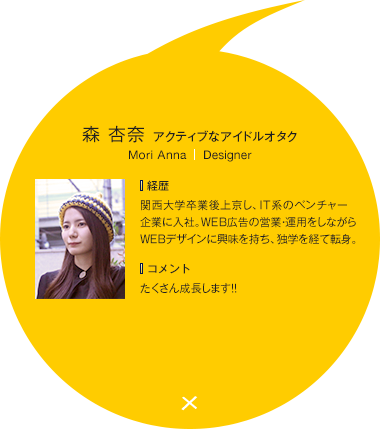 森 杏奈 アクティブなアイドルオタク
Mori Anna | Designer
経歴
関西大学卒業後上京し、IT系のベンチャー
企業に入社。WEB広告の営業・運用をしながら
WEBデザインに興味を持ち、独学を経て転身。
コメント
たくさん成長します!!